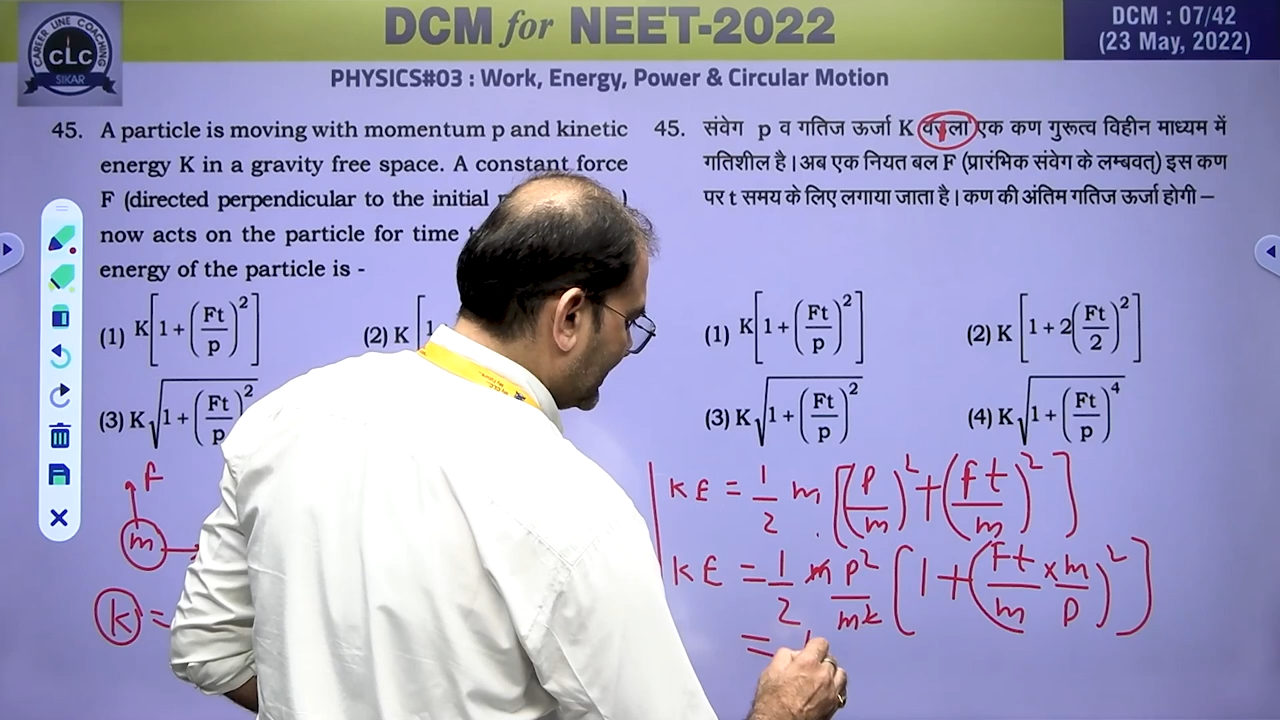 DCM for NEET-2022
DCM : 07/42
(23 May, 2022)
CAREER LINE COACHING
CLC
SIKAR
PHYSICS#03 : Work, Energy, Power & Circular Motion
45. A particle is moving with momentum p and kinetic
energy K in a gravity free space. A constant force
F (directed perpendicular to the initial
now acts on the particle for time
energy of the particle is -
(1) K[1+(Ft/p)^2]
(2) K[1
(3) K√1+(Ft/p)^2
45. संवेग p व गतिज ऊर्जा K एक कण गुरूत्व विहीन माध्यम में
गतिशील है। अब एक नियत बल F (प्रारंभिक संवेग के लम्बवत्) इस कण
पर t समय के लिए लगाया जाता है। कण की अंतिम गतिज ऊर्जा होगी –
(1) K[1+(Ft/p)^2]
(2) K[1+2(Ft/2)^2]
(3) K√1+(Ft/p)^2
(4) K√1+(Ft/p)^4
F
m
K =
KE = 1/2 m [(P/m)^2+(Ft/m)^2]
KE = 1/2 m P^2/m^2 [1+(Ft/m × m/P)^2]
=